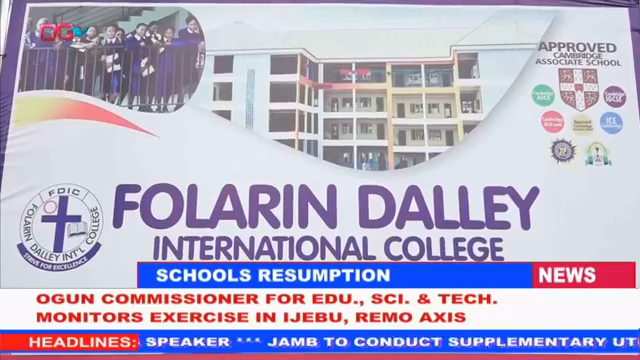 APPROVED
CAMBRIDGE
ASSOCIATE SCHOOL
FDIC
FOLARIN DALLEY INT'L COLLEGE
STRIVE FOR EXCELLENCE
FOLARIN DALLEY
INTERNATIONAL COLLEGE
SCHOOLS RESUMPTION
NEWS
OGUN COMMISSIONER FOR EDU., SCI. & TECH.
MONITORS EXERCISE IN IJEBU, REMO AXIS
HEADLINES: SPEAKER *** JAMB TO CONDUCT SUPPLEMENTARY UT